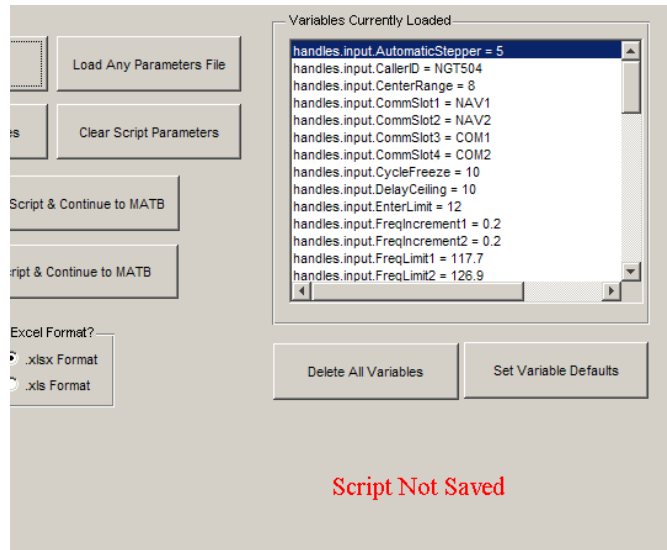 Variables Currently Loaded
Load Any Parameters File
handles.input.AutomaticStepper = 5
handles.input.CallerID = NGT504
handles.input.CenterRange = 8
handles.input.CommSlot1 = NAV1
handles.input.CommSlot2 = NAV2
handles.input.CommSlot3 = COM1
handles.input.CommSlot4 = COM2
handles.input.CycleFreeze = 10
handles.input.DelayCeiling = 10
handles.input.EnterLimit = 12
handles.input.FreqIncrement1 = 0.2
handles.input.FreqIncrement2 = 0.2
handles.input.FreqLimit1 = 117.7
handles.input.FreqLimit2 = 126.9
es
Clear Script Parameters
Script & Continue to MATB
ript & Continue to MATB
Excel Format?
.xlsx Format
.xls Format
Delete All Variables
Set Variable Defaults
Script Not Saved